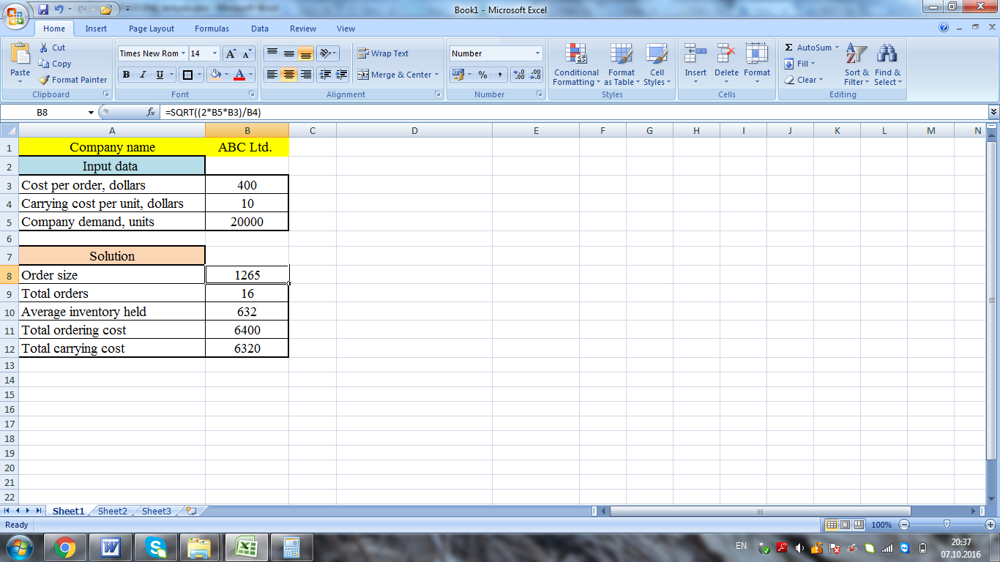 Book1 - Microsoft Excel
Home Insert Page Layout Formulas Data Review View
Cut
Copy
Format Painter
Paste
Clipboard
Times New Rom 14
B I U
Font
Wrap Text
Merge & Center
Alignment
Number
% ,
Number
Conditional Formatting
Format as Table
Cell Styles
Styles
Insert Delete Format
Cells
AutoSum
Fill
Clear
Sort & Filter
Find & Select
Editing
B8 fx =SQRT((2*B5*B3)/B4)
A B C D E F G H I J K L M N
1 Company name ABC Ltd.
2 Input data
3 Cost per order, dollars 400
4 Carrying cost per unit, dollars 10
5 Company demand, units 20000
6
7 Solution
8 Order size 1265
9 Total orders 16
10 Average inventory held 632
11 Total ordering cost 6400
12 Total carrying cost 6320
13
14
15
16
17
18
19
20
21
22
Sheet1 Sheet2 Sheet3
Ready 100%
EN 20:37
07.10.2016